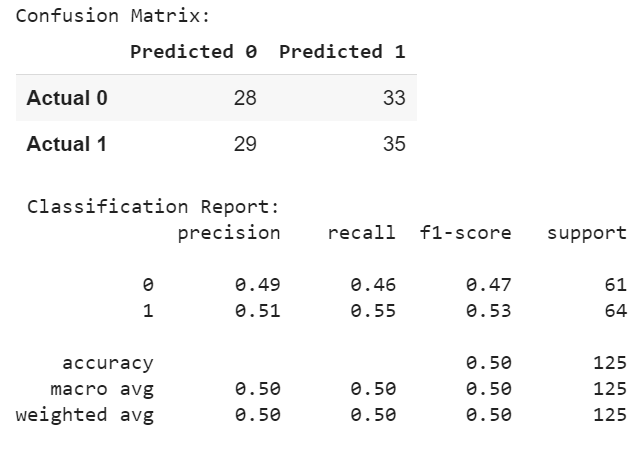 Confusion Matrix:
Predicted 0 Predicted 1
Actual 0 28 33
Actual 1 29 35
Classification Report:
precision recall f1-score support
0 0.49 0.46 0.47 61
1 0.51 0.55 0.53 64
accuracy 0.50 125
macro avg 0.50 0.50 0.50 125
weighted avg 0.50 0.50 0.50 125